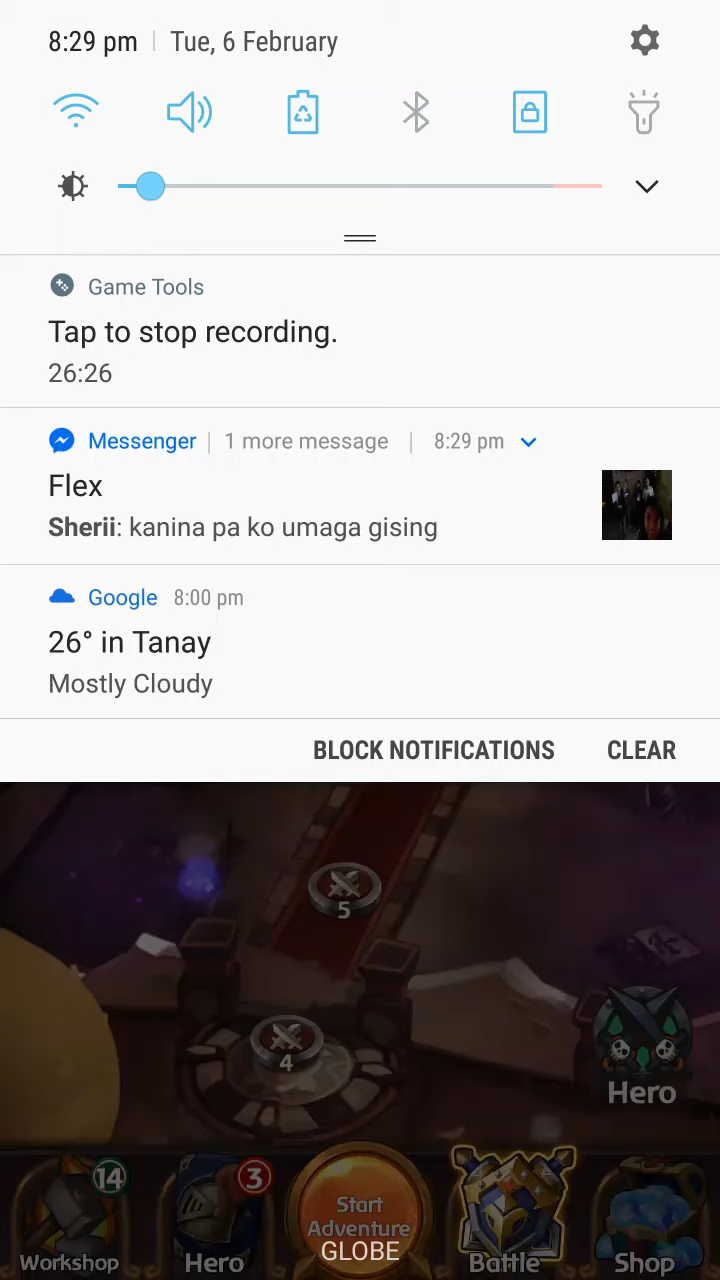 8:29 pm | Tue, 6 February
Game Tools
Tap to stop recording.
26:26
Messenger | 1 more message | 8:29 pm
Flex
Sherii: kanina pa ko umaga gising
Google 8:00 pm
26° in Tanay
Mostly Cloudy
BLOCK NOTIFICATIONS CLEAR
5
4
Hero
14
3
Start
Adventure
GLOBE
Workshop Hero Battle Shop